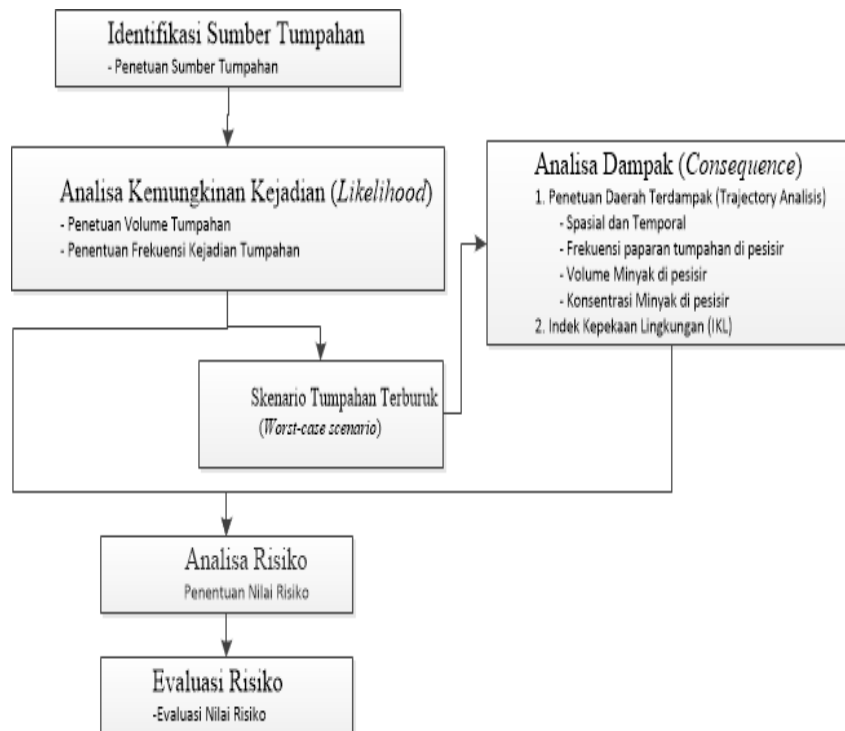 Identifikasi Sumber Tumpahan
- Penetuan Sumber Tumpahan
Analisa Kemungkinan Kejadian (Likelihood)
- Penetuan Volume Tumpahan
- Penentuan Frekuensi Kejadian Tumpahan
Analisa Dampak (Consequence)
1. Penetuan Daerah Terdampak (Trajectory Analisis)
- Spasial dan Temporal
- Frekuensi paparan tumpahan di pesisir
- Volume Minyak di pesisir
- Konsentrasi Minyak di pesisir
2. Indek Kepekaan Lingkungan (IKL)
Skenario Tumpahan Terburuk
(Worst-case scenario)
Analisa Risiko
Penentuan Nilai Risiko
Evaluasi Risiko
-Evaluasi Nilai Risiko